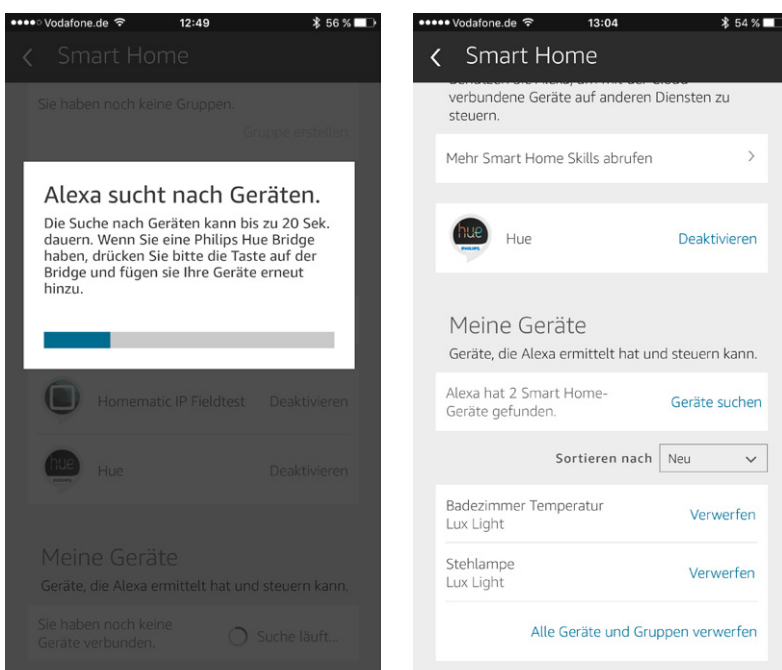 Vodafone.de 12:49 56 %
Smart Home
Sie haben noch keine Gruppen.
Gruppe erstellen
Alexa sucht nach Geräten.
Die Suche nach Geräten kann bis zu 20 Sek.
dauern. Wenn Sie eine Philips Hue Bridge
haben, drücken Sie bitte die Taste auf der
Bridge und fügen sie Ihre Geräte erneut
hinzu.
Homematic IP Fieldtest Deaktivieren
hue
Hue Deaktivieren
Meine Geräte
Geräte, die Alexa ermittelt hat und steuern kann.
Sie haben noch keine
Geräte verbunden.
Suche läuft...
Vodafone.de 13:04 54 %
Smart Home
verbundene Geräte auf anderen Diensten zu
steuern.
Mehr Smart Home Skills abrufen
hue
PHILIPS
Hue Deaktivieren
Meine Geräte
Geräte, die Alexa ermittelt hat und steuern kann.
Alexa hat 2 Smart Home-
Geräte gefunden.
Geräte suchen
Sortieren nach Neu
Badezimmer Temperatur
Lux Light
Verwerfen
Stehlampe
Lux Light
Verwerfen
Alle Geräte und Gruppen verwerfen